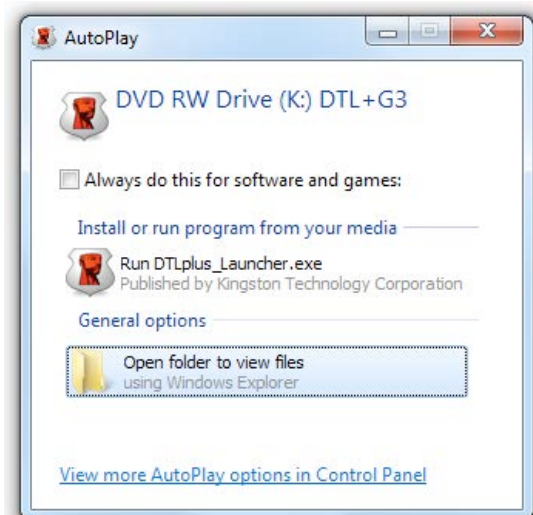 AutoPlay
DVD RW Drive (K:) DTL+G3
Always do this for software and games:
Install or run program from your media
Run DTLplus_Launcher.exe
Published by Kingston Technology Corporation
General options
Open folder to view files
using Windows Explorer
View more AutoPlay options in Control Panel